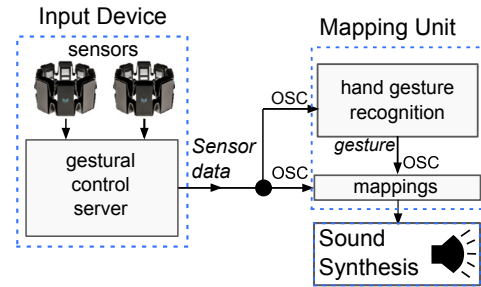 Input Device
sensors
gestural
control
server
Sensor
data
OSC
OSC
Mapping Unit
hand gesture
recognition
gesture
OSC
mappings
Sound
Synthesis